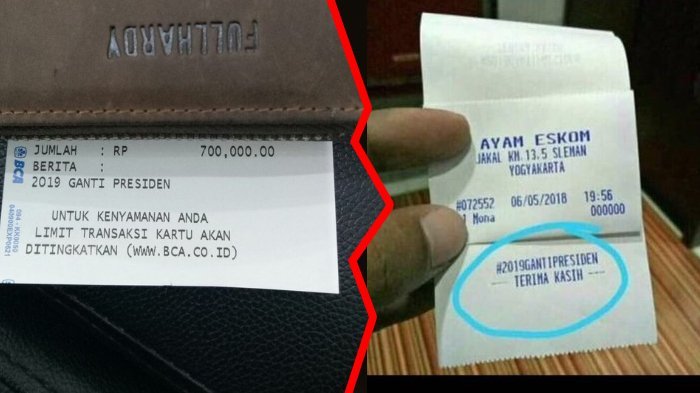 FULLHARDY
JUMLAH : RP 700,000.00
BERITA :
2019 GANTI PRESIDEN
UNTUK KENYAMANAN ANDA
LIMIT TRANSAKSI KARTU AKAN
DITINGKATKAN (WWW.BCA.CO.ID)
BCA
AYAM ESKOM
JAKAL KM.13.5 SLEMAN
YOGYAKARTA
#072552 06/05/2018 19:56
Mona 000000
#2019GANTIPRESIDEN
--- TERIMA KASIH ---